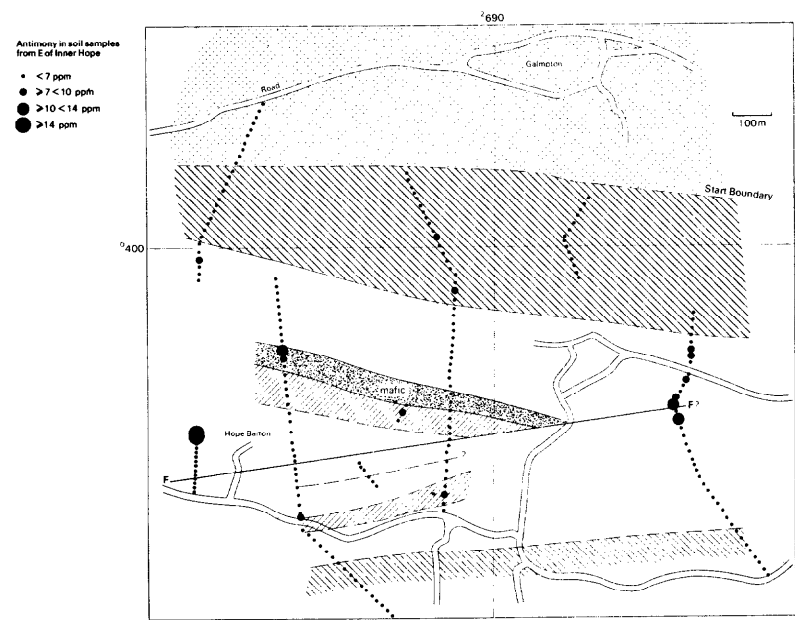 ²690
Antimony in soil samples
from E of Inner Hope
< 7 ppm
⩾7<10 ppm
⩾10<14 ppm
⩾14 ppm
Galmpton
Road
100m
Start Boundary
⁰400
mafic
F?
Hope Barton
?
F